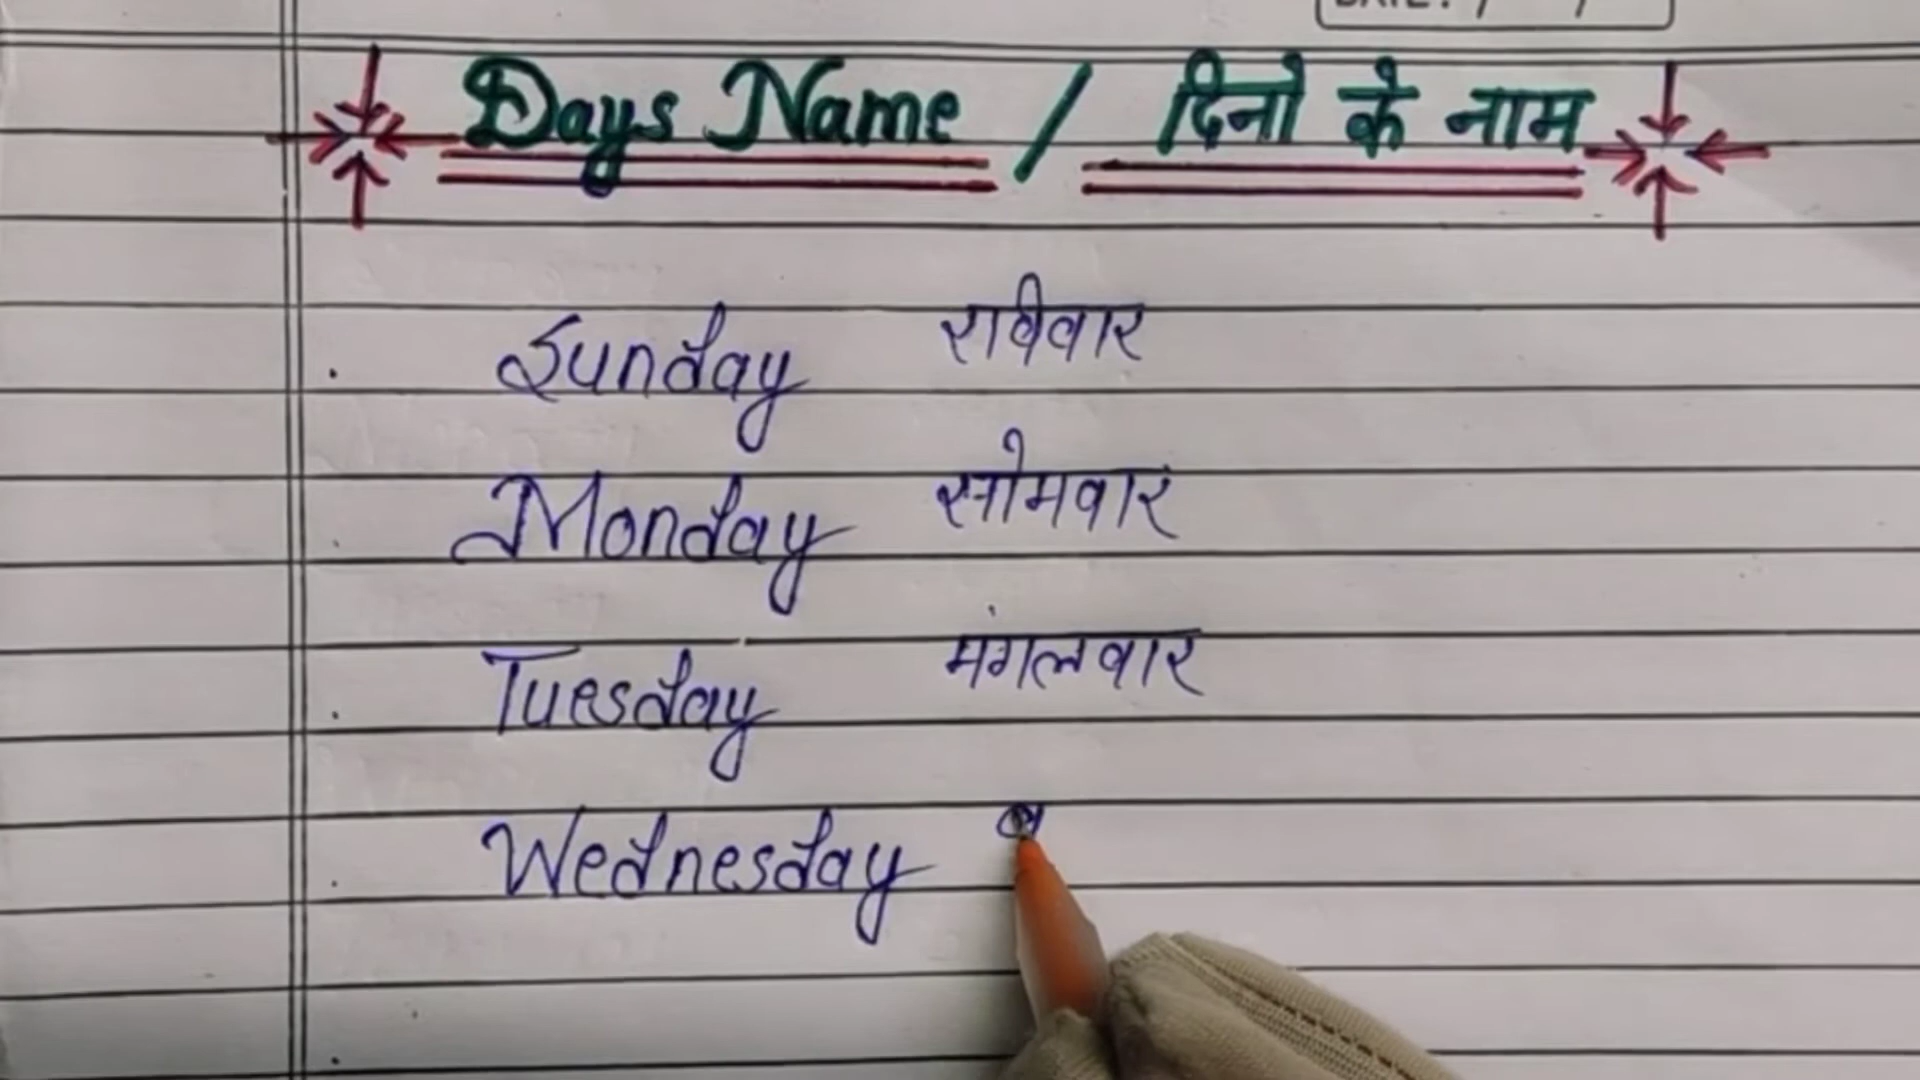 Days Name / दिनो के नाम
Sunday रविवार
Monday सोमवार
Tuesday मंगलवार
Wednesday